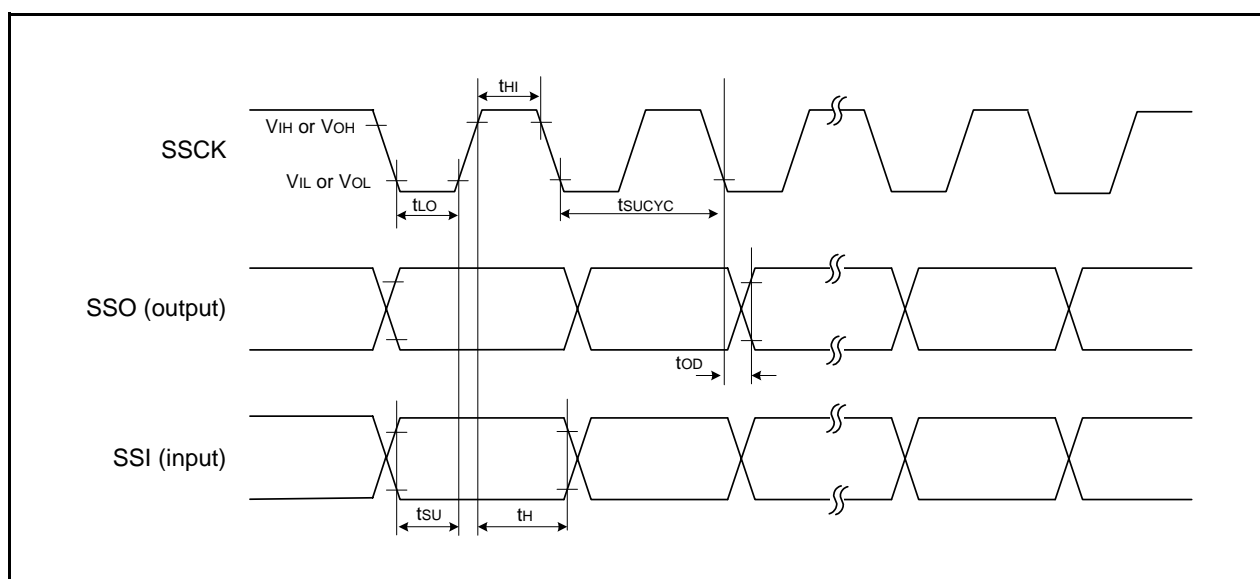 tHI
VIH or VOH
SSCK
VIL or VOL
tLO
tSUCYC
SSO (output)
tOD
SSI (input)
tSU
tH